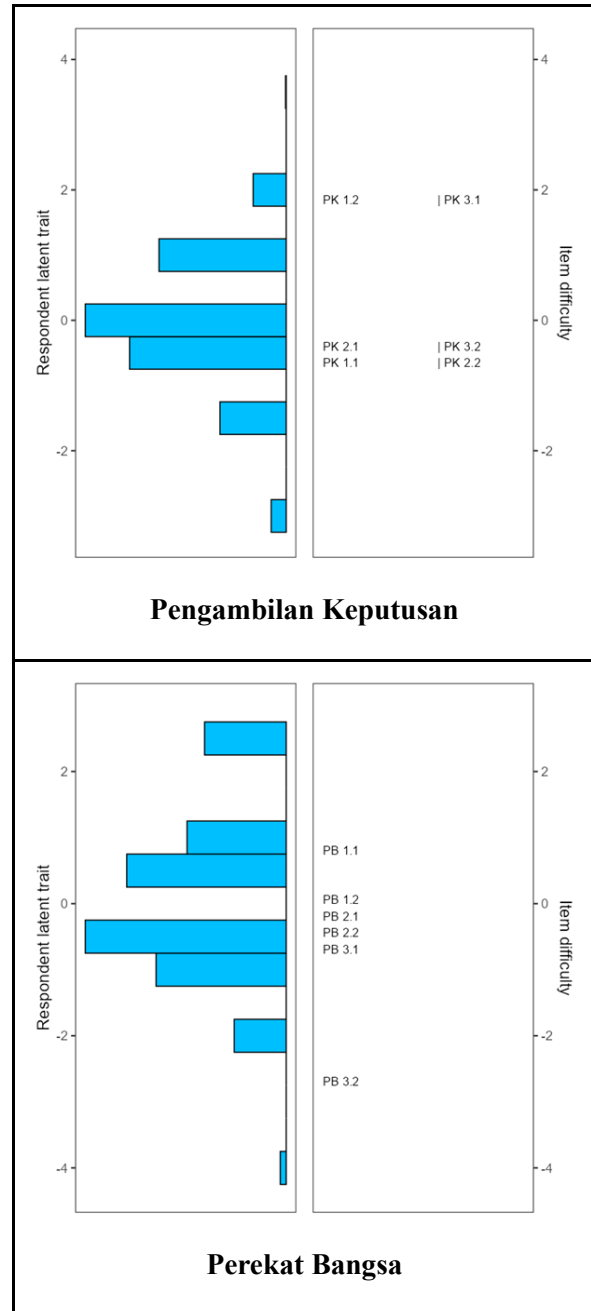 Respondent latent trait
4
2
0
-2
PK 1.2 | PK 3.1
PK 2.1 | PK 3.2
PK 1.1 | PK 2.2
4
2
0
-2
Item difficulty
Pengambilan Keputusan
Respondent latent trait
2
0
-2
-4
PB 1.1
PB 1.2
PB 2.1
PB 2.2
PB 3.1
PB 3.2
2
0
-2
-4
Item difficulty
Perekat Bangsa